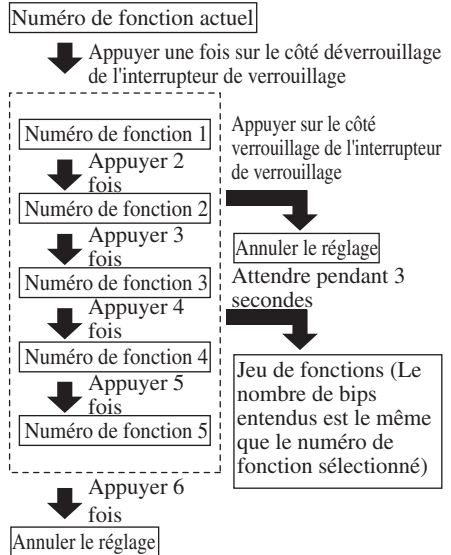 Numéro de fonction actuel
Appuyer une fois sur le côté déverrouillage
de l'interrupteur de verrouillage
Numéro de fonction 1
Appuyer 2
fois
Numéro de fonction 2
Appuyer 3
fois
Numéro de fonction 3
Appuyer 4
fois
Numéro de fonction 4
Appuyer 5
fois
Numéro de fonction 5
Appuyer 6
fois
Annuler le réglage
Appuyer sur le côté
verrouillage de l'interrupteur
de verrouillage
Annuler le réglage
Attendre pendant 3
secondes
Jeu de fonctions (Le
nombre de bips
entendus est le même
que le numéro de
fonction sélectionné)